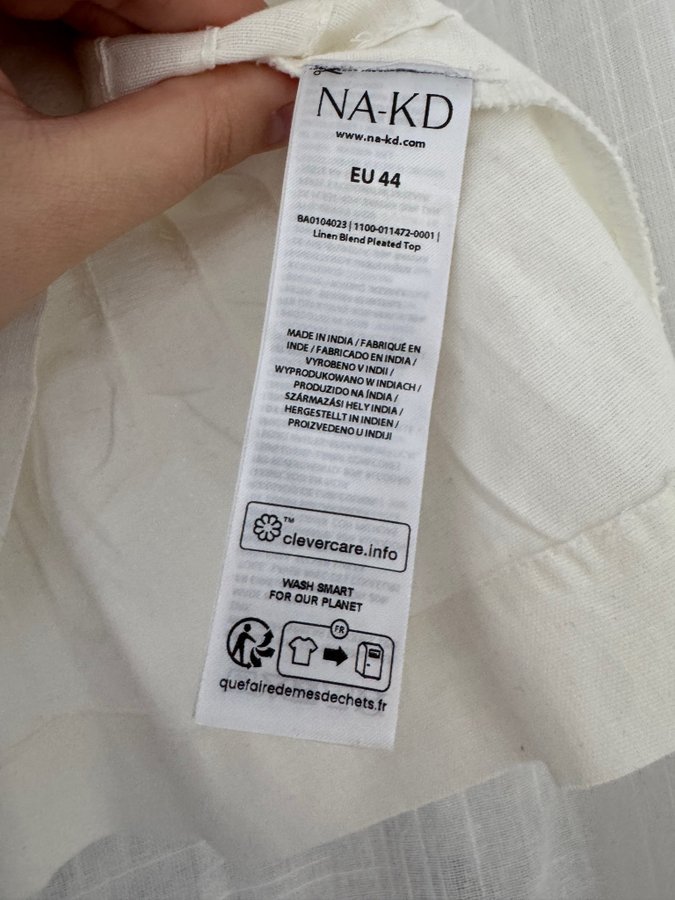 NA-KD
www.na-kd.com
EU 44
BA0104023 | 1100-011472-0001 |
Linen Blend Pleated Top
MADE IN INDIA / FABRIQUÉ EN
INDE / FABRICADO EN INDIA /
VYROBENO V INDII /
WYPRODUKOWANO W INDIACH /
PRODUZIDO NA ÍNDIA /
SZÁRMAZÁSI HELY INDIA /
HERGESTELLT IN INDIEN /
PROIZVEDENO U INDIJI
™
clevercare.info
WASH SMART
FOR OUR PLANET
FR
quefairedemesdechets.fr